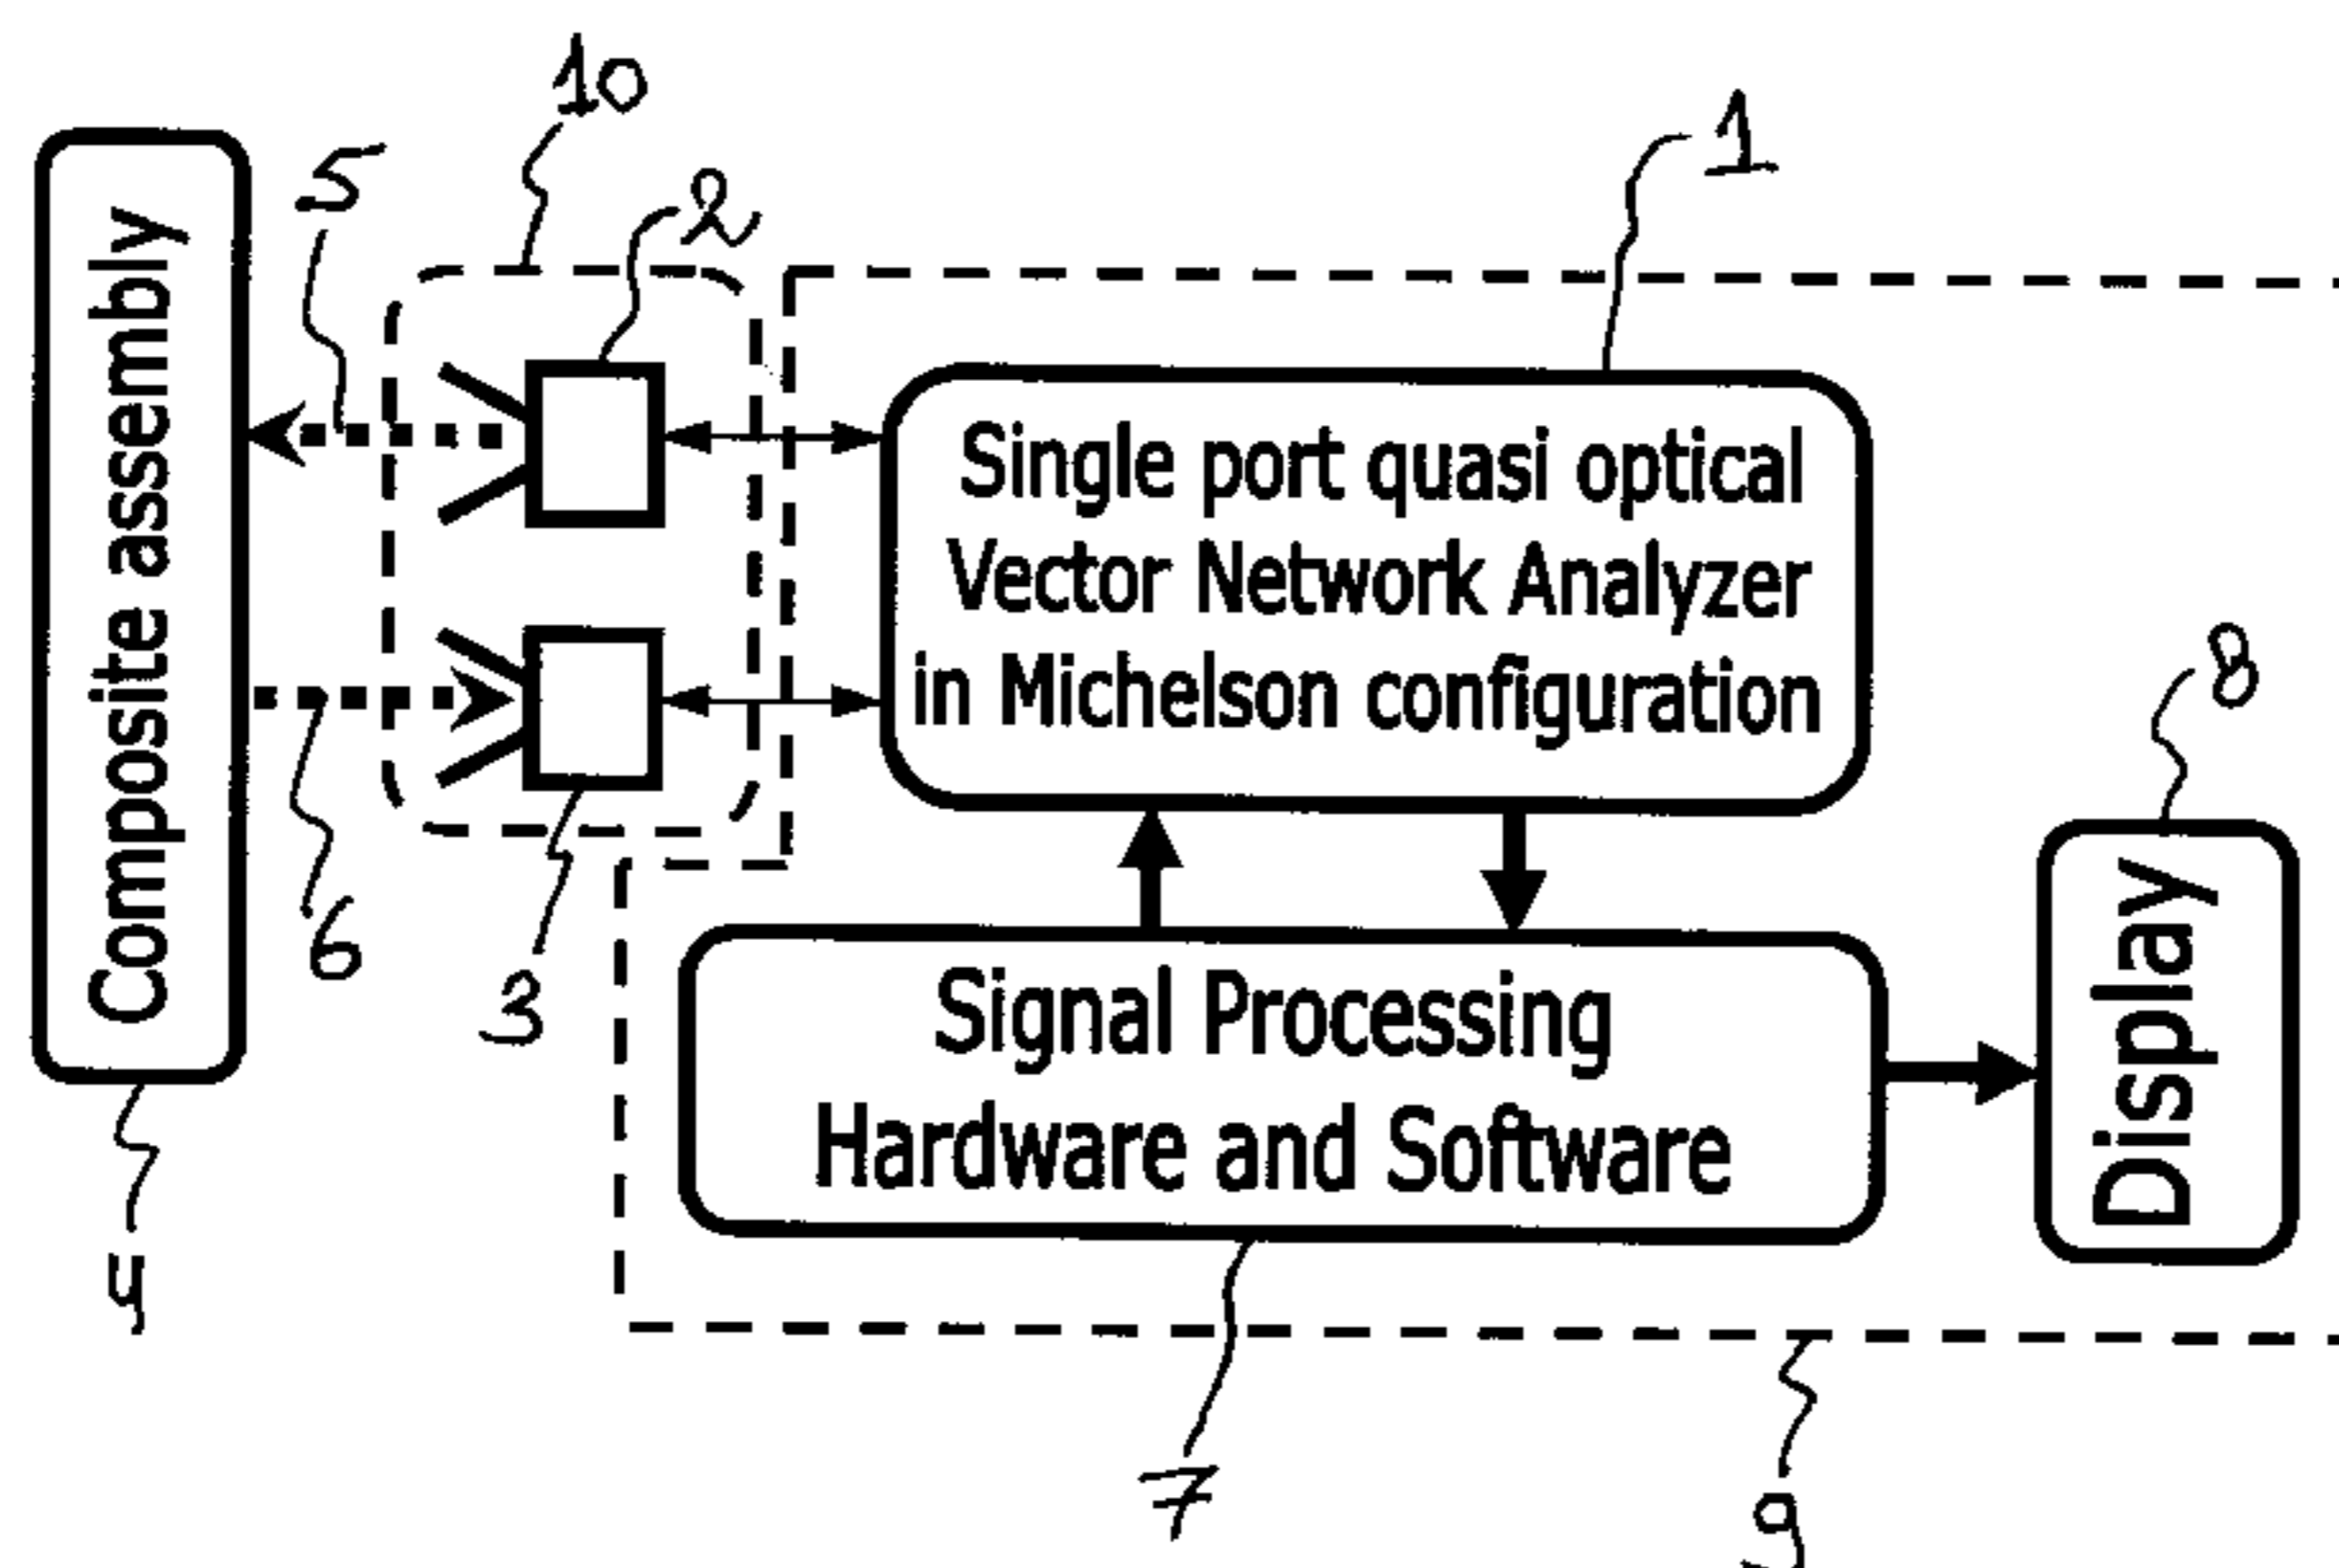 10
1
5
2
Composite assembly
Single port quasi optical
Vector Network Analyzer
in Michelson configuration
8
6
3
Signal Processing
Hardware and Software
Display
4
7
9